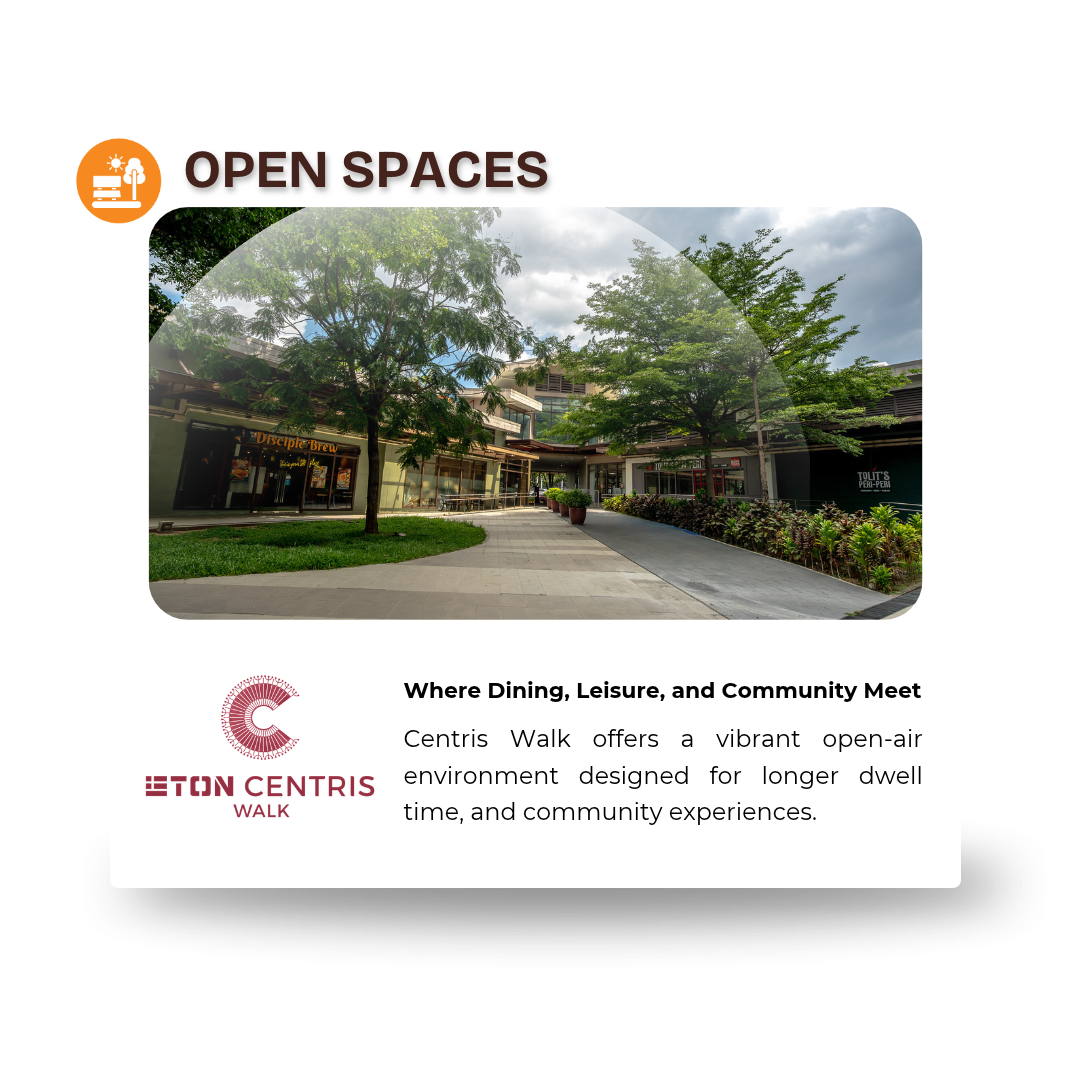 OPEN SPACES
Disciple Brew
TOLIT'S
PERI-PERI
Where Dining, Leisure, and Community Meet
Centris Walk offers a vibrant open-air
environment designed for longer dwell
time, and community experiences.
ETON CENTRIS
WALK